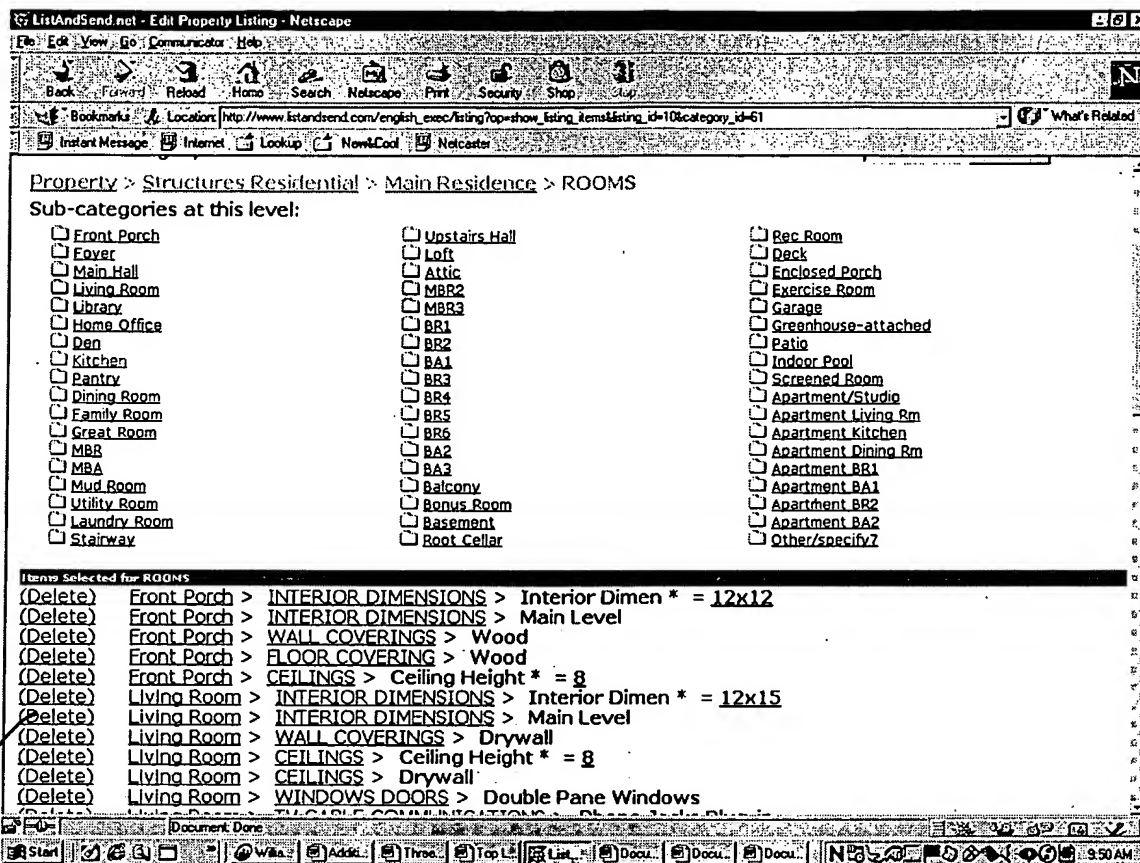 ListAndSend.net - Edit Property Listing - Netscape
File Edit View Go Communicator Help
Back Forward Reload Home Search Netscape Print Security Shop Stop
Bookmarks Location: http://www.listandsend.com/english_exec/listing?op=show_listing_items&listing_id=10&category_id=61 What's Related
Instant Message Internet Lookup New&Cool Netcaster
Property > Structures Residential > Main Residence > ROOMS
Sub-categories at this level:
Front Porch Upstairs Hall Rec Room
Foyer Loft Deck
Main Hall Attic Enclosed Porch
Living Room MBR2 Exercise Room
Library MBR3 Garage
Home Office BR1 Greenhouse-attached
Den BR2 Patio
Kitchen BA1 Indoor Pool
Pantry BR3 Screened Room
Dining Room BR4 Apartment/Studio
Family Room BR5 Apartment Living Rm
Great Room BR6 Apartment Kitchen
MBR BA2 Apartment Dining Rm
MBA BA3 Apartment BR1
Mud Room Balcony Apartment BA1
Utility Room Bonus Room Apartment BR2
Laundry Room Basement Apartment BA2
Stairway Root Cellar Other/specify7
Items Selected for ROOMS
(Delete) Front Porch > INTERIOR DIMENSIONS > Interior Dimen * = 12x12
(Delete) Front Porch > INTERIOR DIMENSIONS > Main Level
(Delete) Front Porch > WALL COVERINGS > Wood
(Delete) Front Porch > FLOOR COVERING > Wood
(Delete) Front Porch > CEILINGS > Ceiling Height * = 8
(Delete) Living Room > INTERIOR DIMENSIONS > Interior Dimen * = 12x15
(Delete) Living Room > INTERIOR DIMENSIONS > Main Level
(Delete) Living Room > WALL COVERINGS > Drywall
(Delete) Living Room > CEILINGS > Ceiling Height * = 8
(Delete) Living Room > CEILINGS > Drywall
(Delete) Living Room > WINDOWS DOORS > Double Pane Windows
Document: Done
Start Three Top L List Docu... Docu... Docu... 9:50 AM